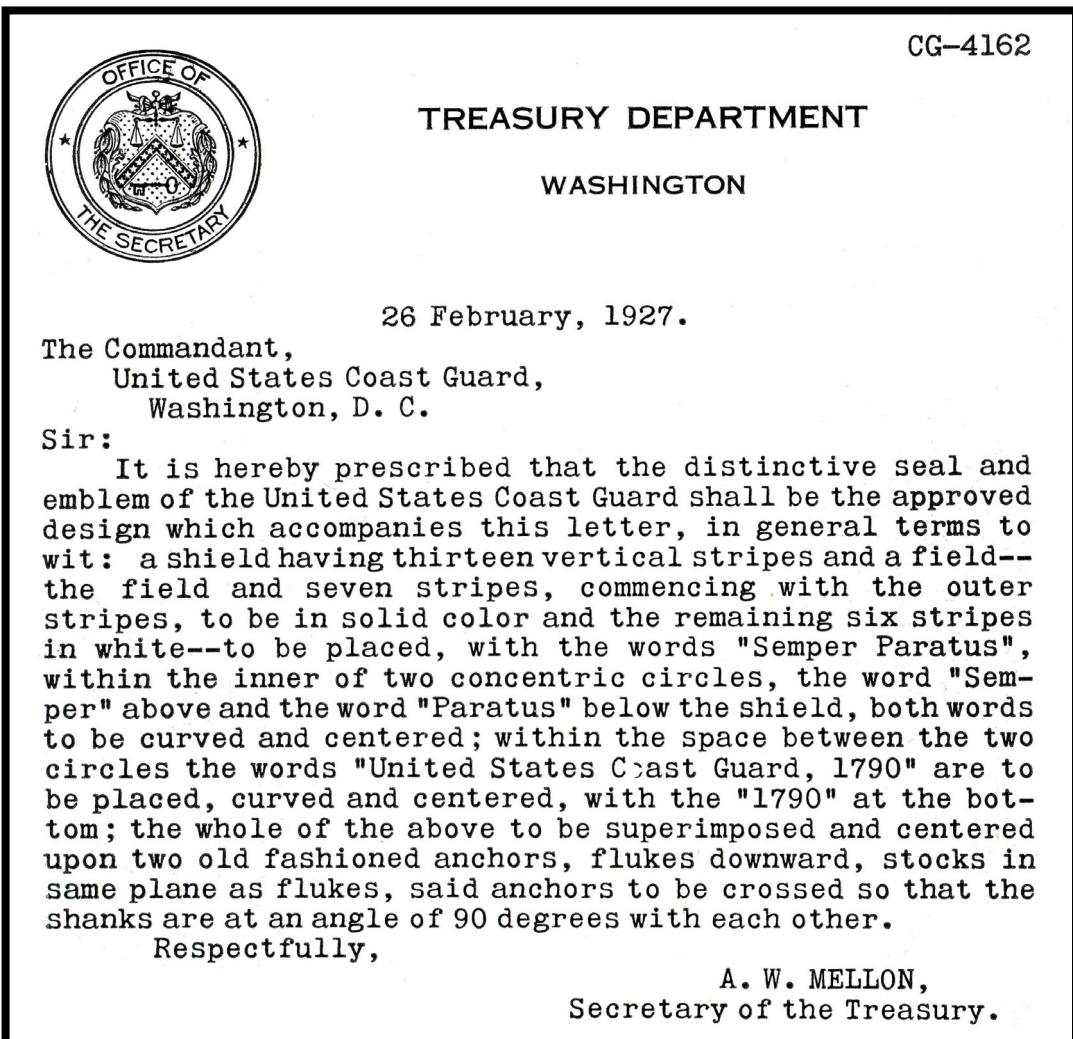 CG-4162
OFFICE OF
THE SECRETARY
TREASURY DEPARTMENT
WASHINGTON
26 February, 1927.
The Commandant,
United States Coast Guard,
Washington, D. C.
Sir:
It is hereby prescribed that the distinctive seal and
emblem of the United States Coast Guard shall be the approved
design which accompanies this letter, in general terms to
wit: a shield having thirteen vertical stripes and a field--
the field and seven stripes, commencing with the outer
stripes, to be in solid color and the remaining six stripes
in white--to be placed, with the words "Semper Paratus",
within the inner of two concentric circles, the word "Sem-
per" above and the word "Paratus" below the shield, both words
to be curved and centered; within the space between the two
circles the words "United States Coast Guard, 1790" are to
be placed, curved and centered, with the "1790" at the bot-
tom; the whole of the above to be superimposed and centered
upon two old fashioned anchors, flukes downward, stocks in
same plane as flukes, said anchors to be crossed so that the
shanks are at an angle of 90 degrees with each other.
Respectfully,
A. W. MELLON,
Secretary of the Treasury.